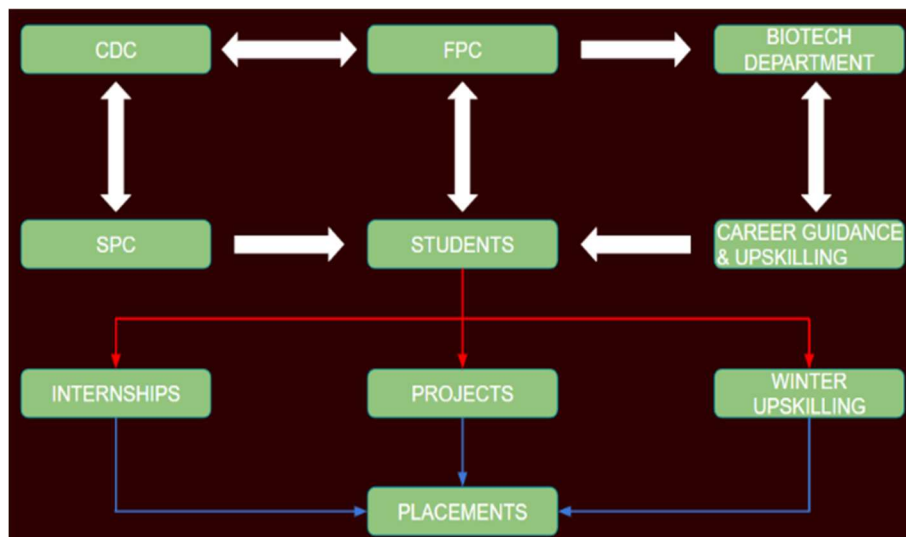 CDC
FPC
BIOTECH
DEPARTMENT
SPC
STUDENTS
CAREER GUIDANCE
& UPSKILLING
INTERNSHIPS
PROJECTS
WINTER
UPSKILLING
PLACEMENTS